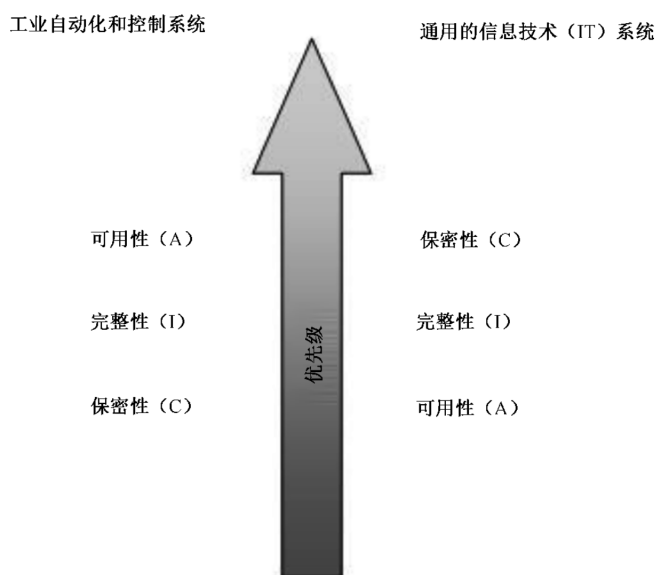 工业自动化和控制系统
通用的信息技术（IT）系统
可用性（A）
保密性（C）
完整性（I）
完整性（I）
优先级
保密性（C）
可用性（A）